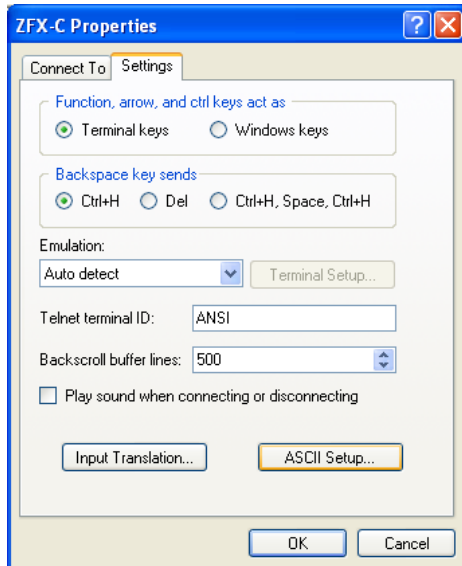 ZFX-C Properties
Connect To Settings
Function, arrow, and ctrl keys act as
Terminal keys Windows keys
Backspace key sends
Ctrl+H Del Ctrl+H, Space, Ctrl+H
Emulation:
Auto detect Terminal Setup...
Telnet terminal ID: ANSI
Backscroll buffer lines: 500
Play sound when connecting or disconnecting
Input Translation... ASCII Setup...
OK Cancel